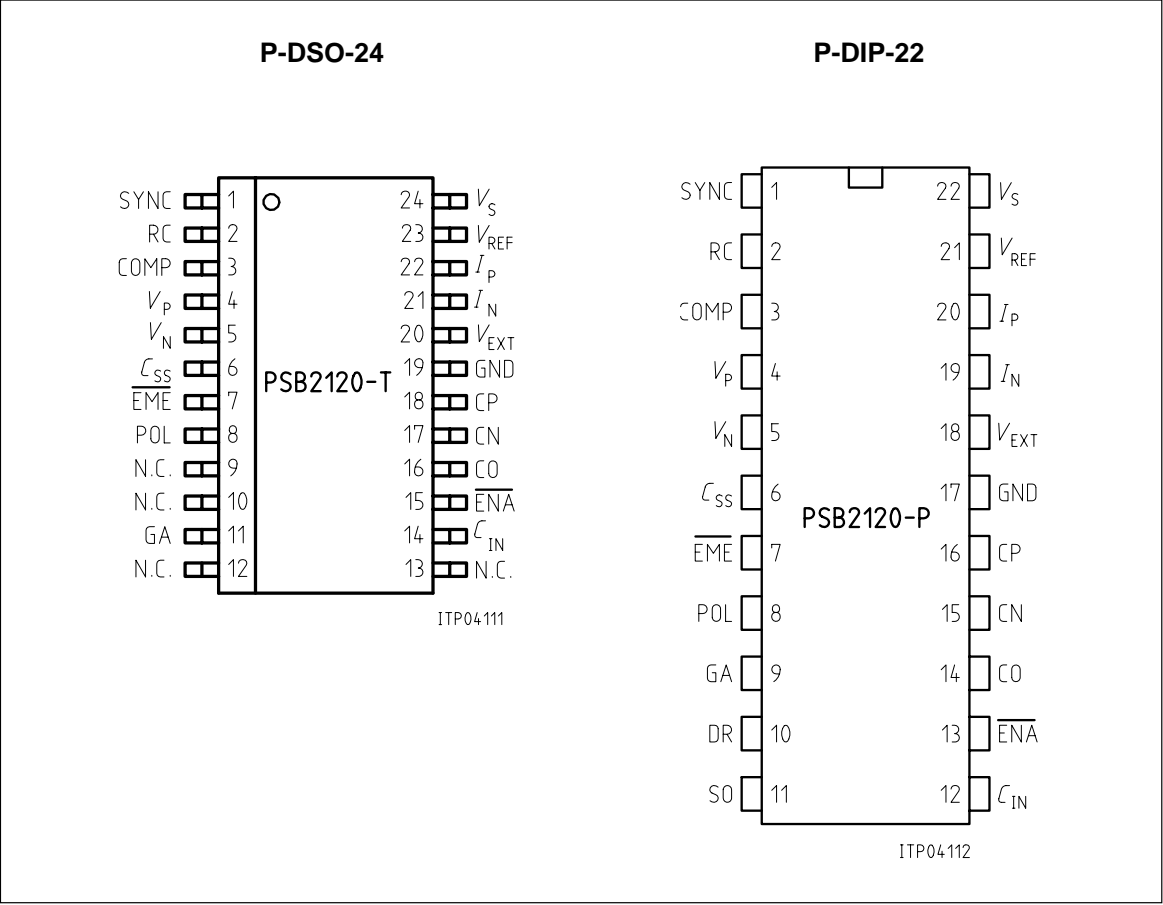 P-DSO-24
SYNC 1 24 VS
RC 2 23 VREF
COMP 3 22 IP
VP 4 21 IN
VN 5 20 VEXT
CSS 6 19 GND
EME 7 18 CP
POL 8 17 CN
N.C. 9 16 CO
N.C. 10 15 ENA
GA 11 14 CIN
N.C. 12 13 N.C.
PSB2120-T
ITP04111
P-DIP-22
SYNC 1 22 VS
RC 2 21 VREF
COMP 3 20 IP
VP 4 19 IN
VN 5 18 VEXT
CSS 6 17 GND
EME 7 16 CP
POL 8 15 CN
GA 9 14 CO
DR 10 13 ENA
SO 11 12 CIN
PSB2120-P
ITP04112